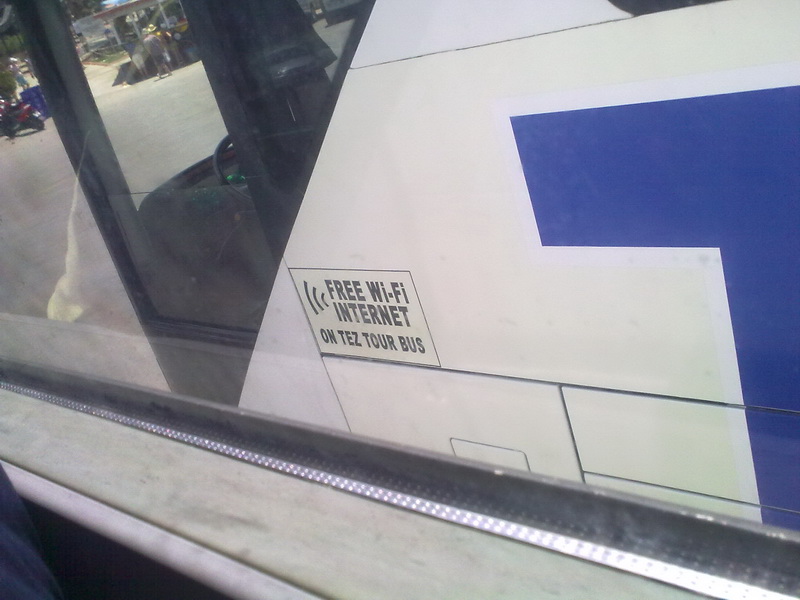 FREE Wi-Fi
INTERNET
ON TEZ TOUR BUS